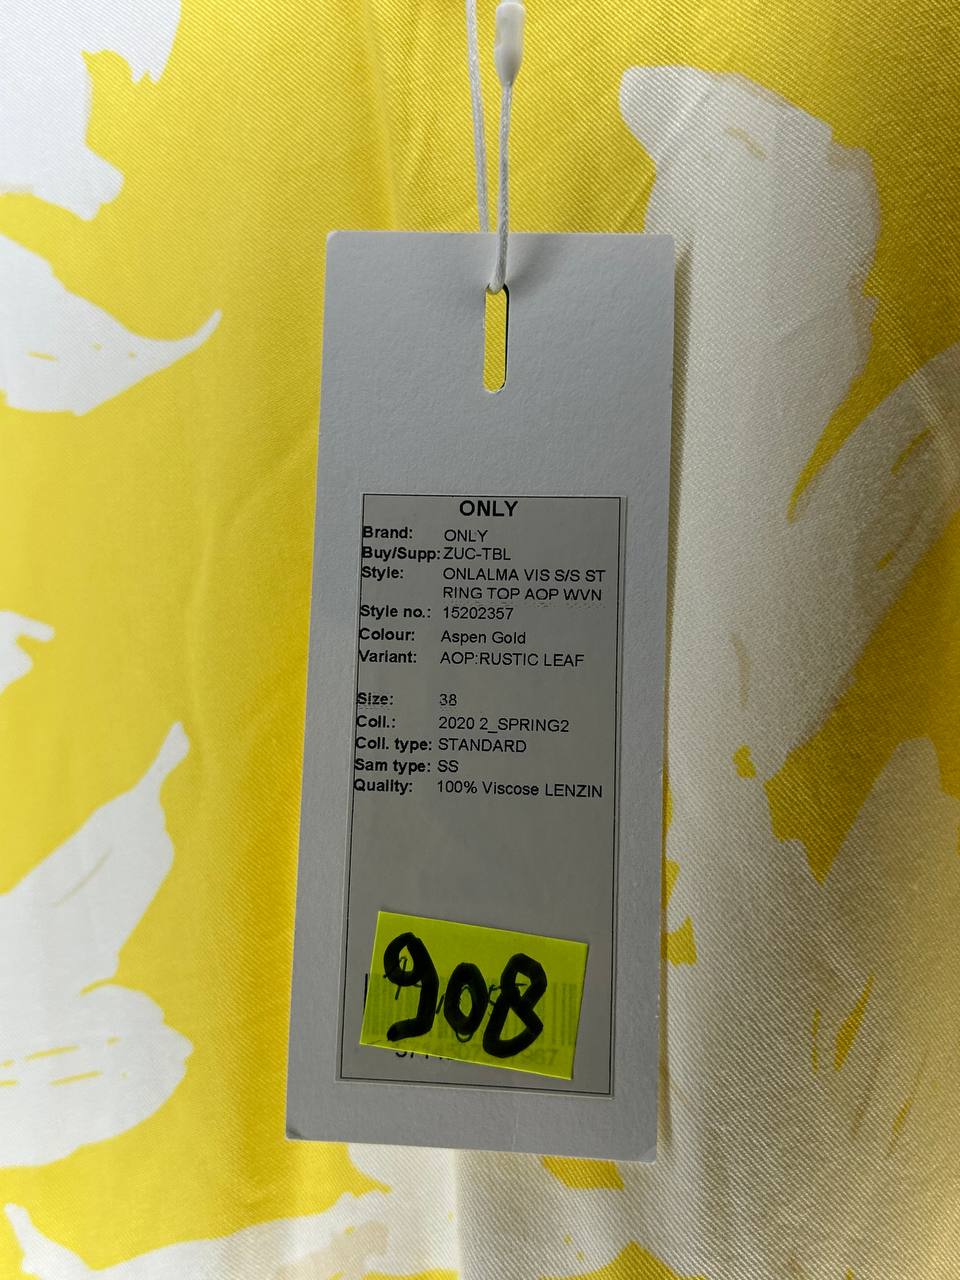 ONLY
Brand: ONLY
Buy/Supp: ZUC-TBL
Style: ONLALMA VIS S/S ST
RING TOP AOP WVN
Style no.: 15202357
Colour: Aspen Gold
Variant: AOP:RUSTIC LEAF
Size: 38
Coll.: 2020 2_SPRING2
Coll. type: STANDARD
Sam type: SS
Quality: 100% Viscose LENZIN
908